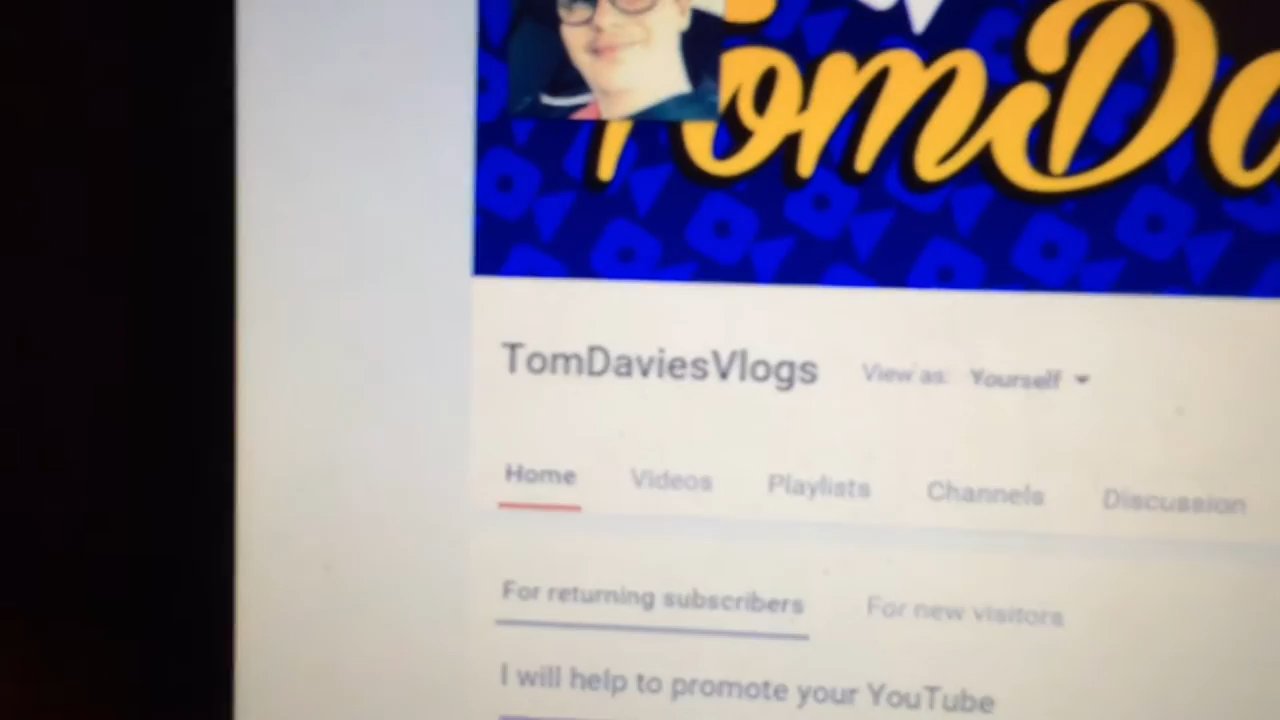 TomDa
TomDaviesVlogs View as: Yourself
Home Videos Playlists Channels Discussion
For returning subscribers For new visitors
I will help to promote your YouTube